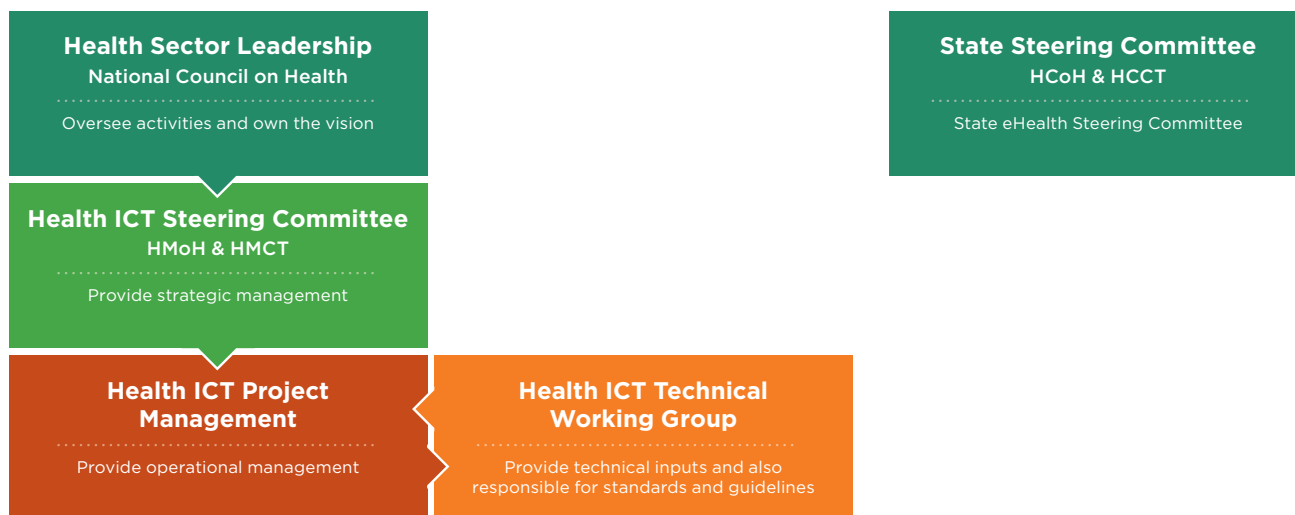 Health Sector Leadership
National Council on Health
Oversee activities and own the vision
State Steering Committee
HCoH & HCCT
State eHealth Steering Committee
Health ICT Steering Committee
HMoH & HMCT
Provide strategic management
Health ICT Project
Management
Provide operational management
Health ICT Technical
Working Group
Provide technical inputs and also
responsible for standards and guidelines